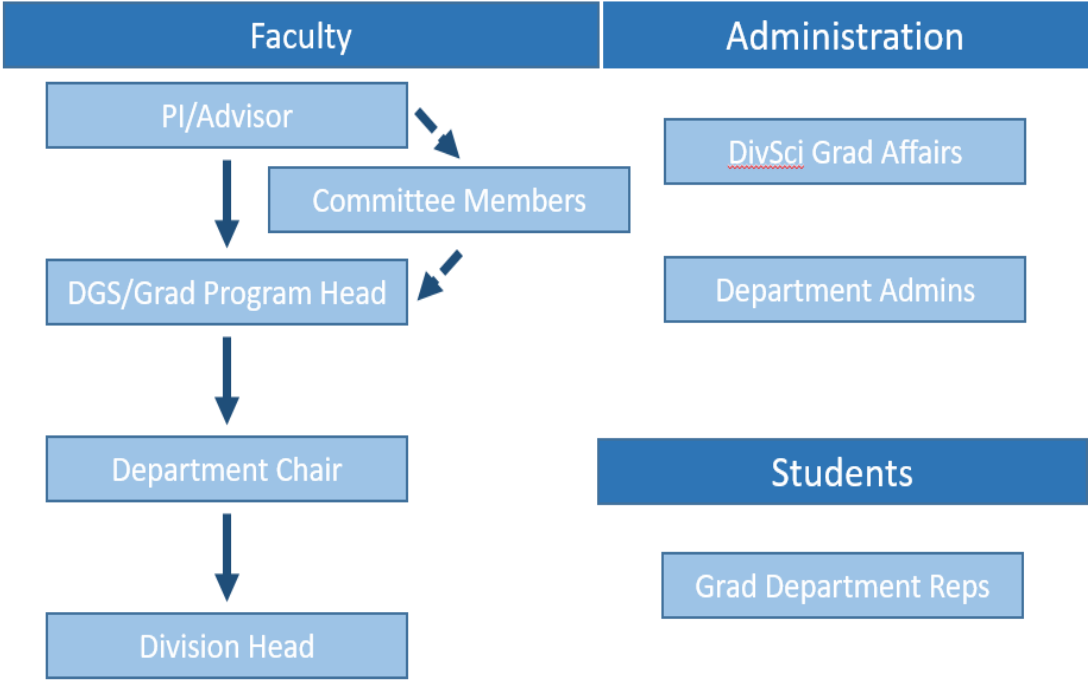 Faculty
PI/Advisor
Committee Members
DGS/Grad Program Head
Department Chair
Division Head
Administration
DivSci Grad Affairs
Department Admins
Students
Grad Department Reps